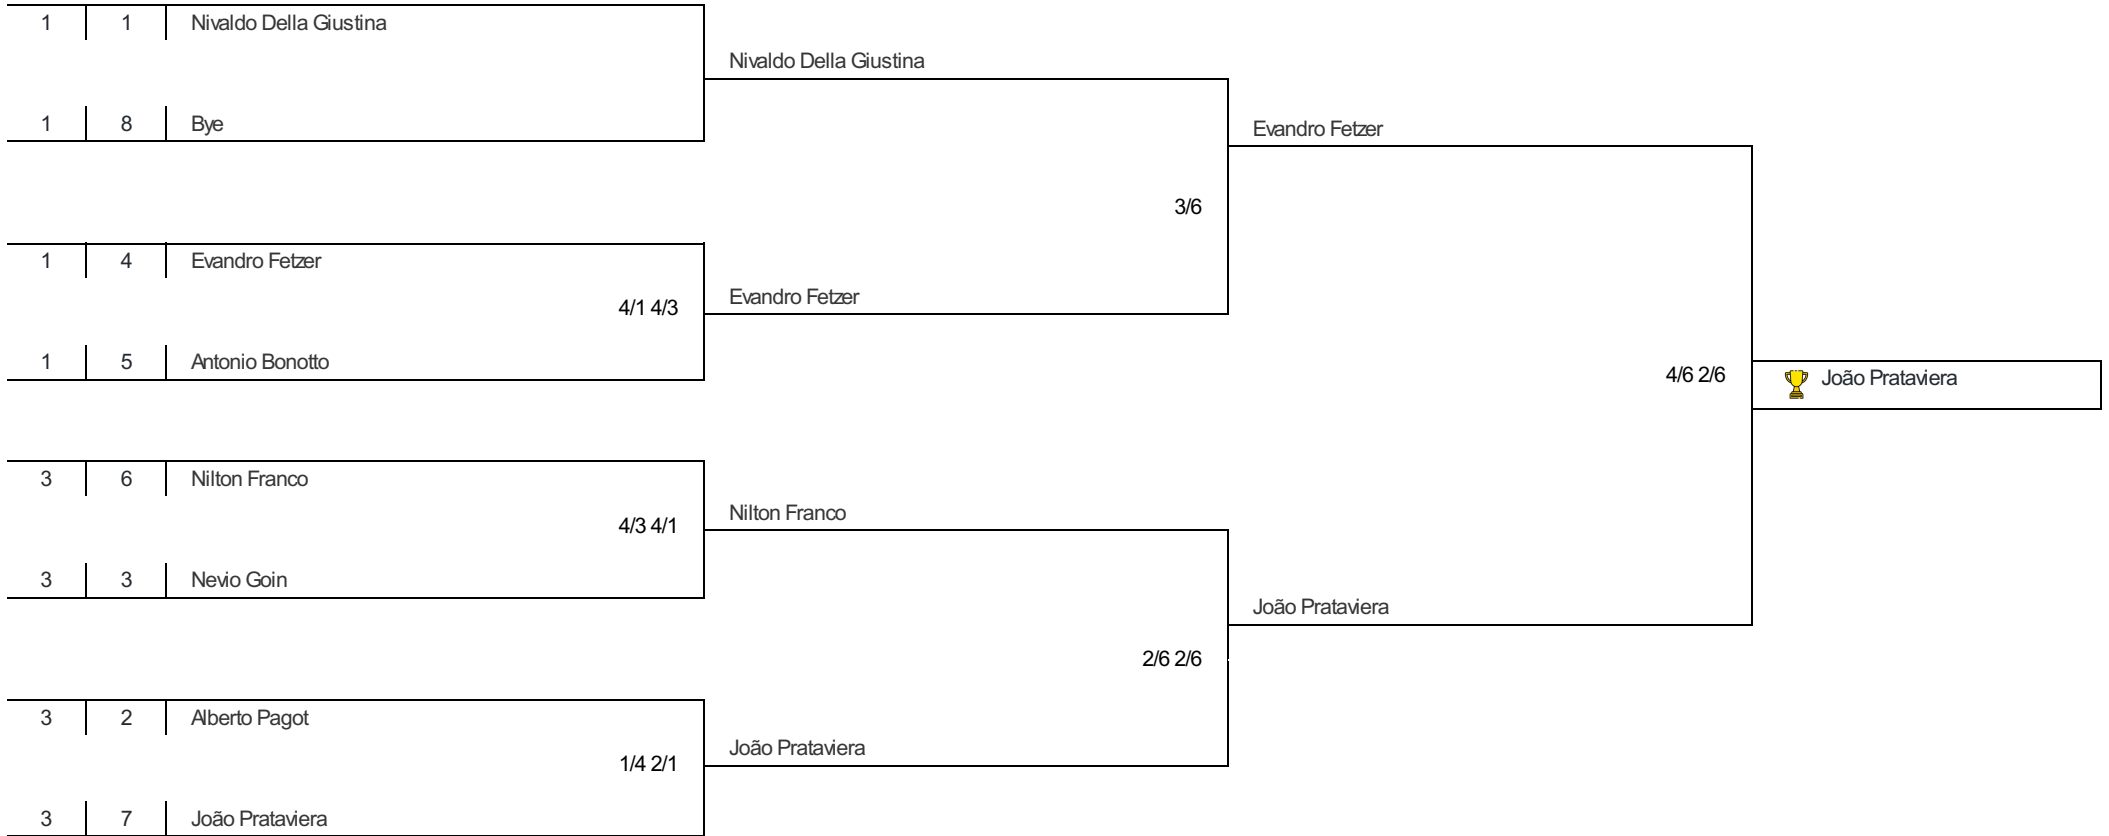 1 1 Nivaldo Della Giustina
Nivaldo Della Giustina
1 8 Bye
Evandro Fetzer
3/6
1 4 Evandro Fetzer
Evandro Fetzer
4/1 4/3
1 5 Antonio Bonotto
4/6 2/6
João Prataviera
3 6 Nilton Franco
Nilton Franco
4/3 4/1
3 3 Nevio Goin
João Prataviera
2/6 2/6
3 2 Alberto Pagot
João Prataviera
1/4 2/1
3 7 João Prataviera